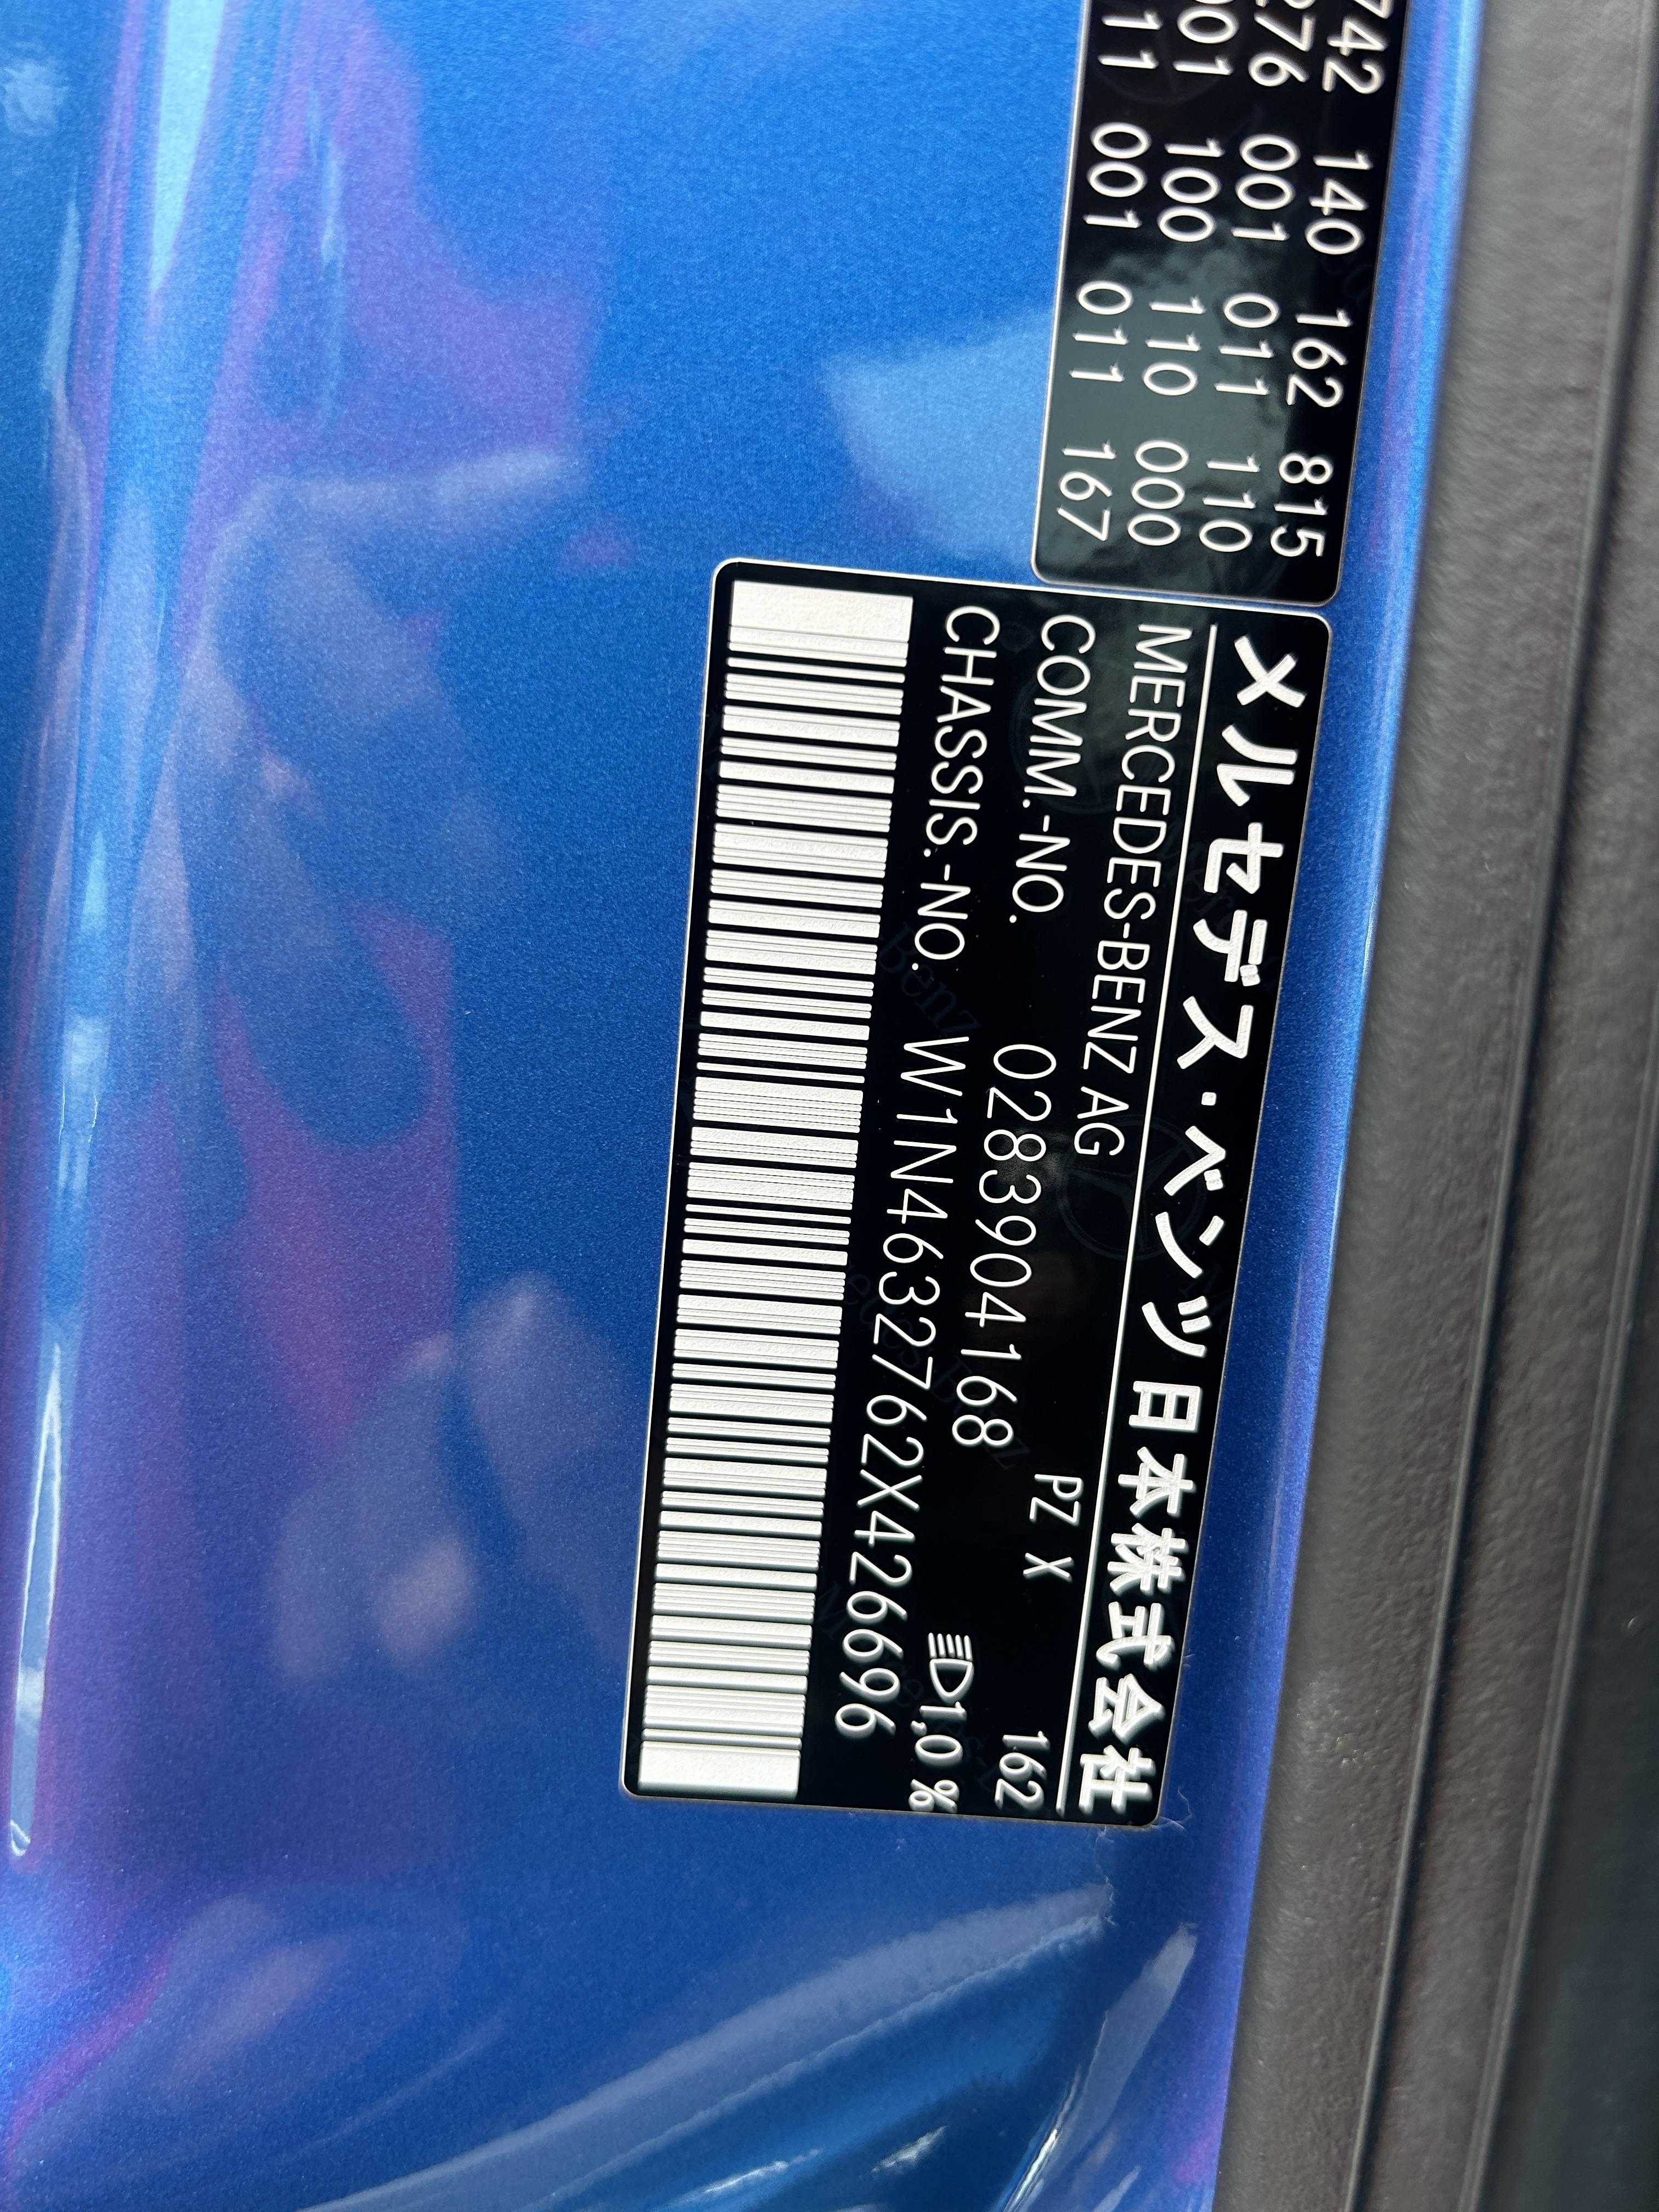 742 140 162 815
276 001 011 110
001 100 110 000
11 001 011 167
メルセデス・ベンツ日本株式会社
MERCEDES-BENZ AG PZ X 162
COMM.-NO. 0283904168 1,0 %
CHASSIS.-NO. W1N4632762X426696